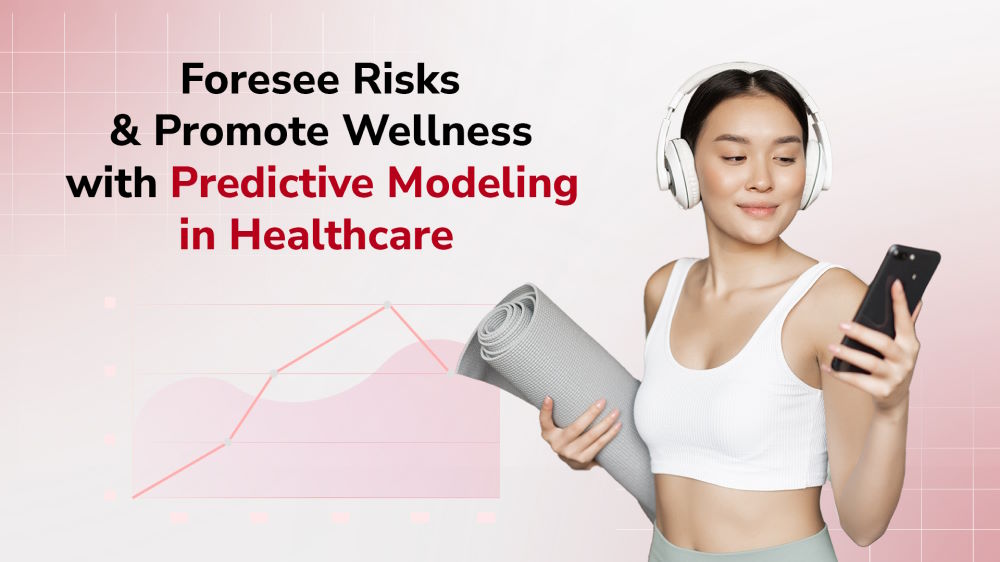 Foresee Risks
& Promote Wellness
with Predictive Modeling
in Healthcare